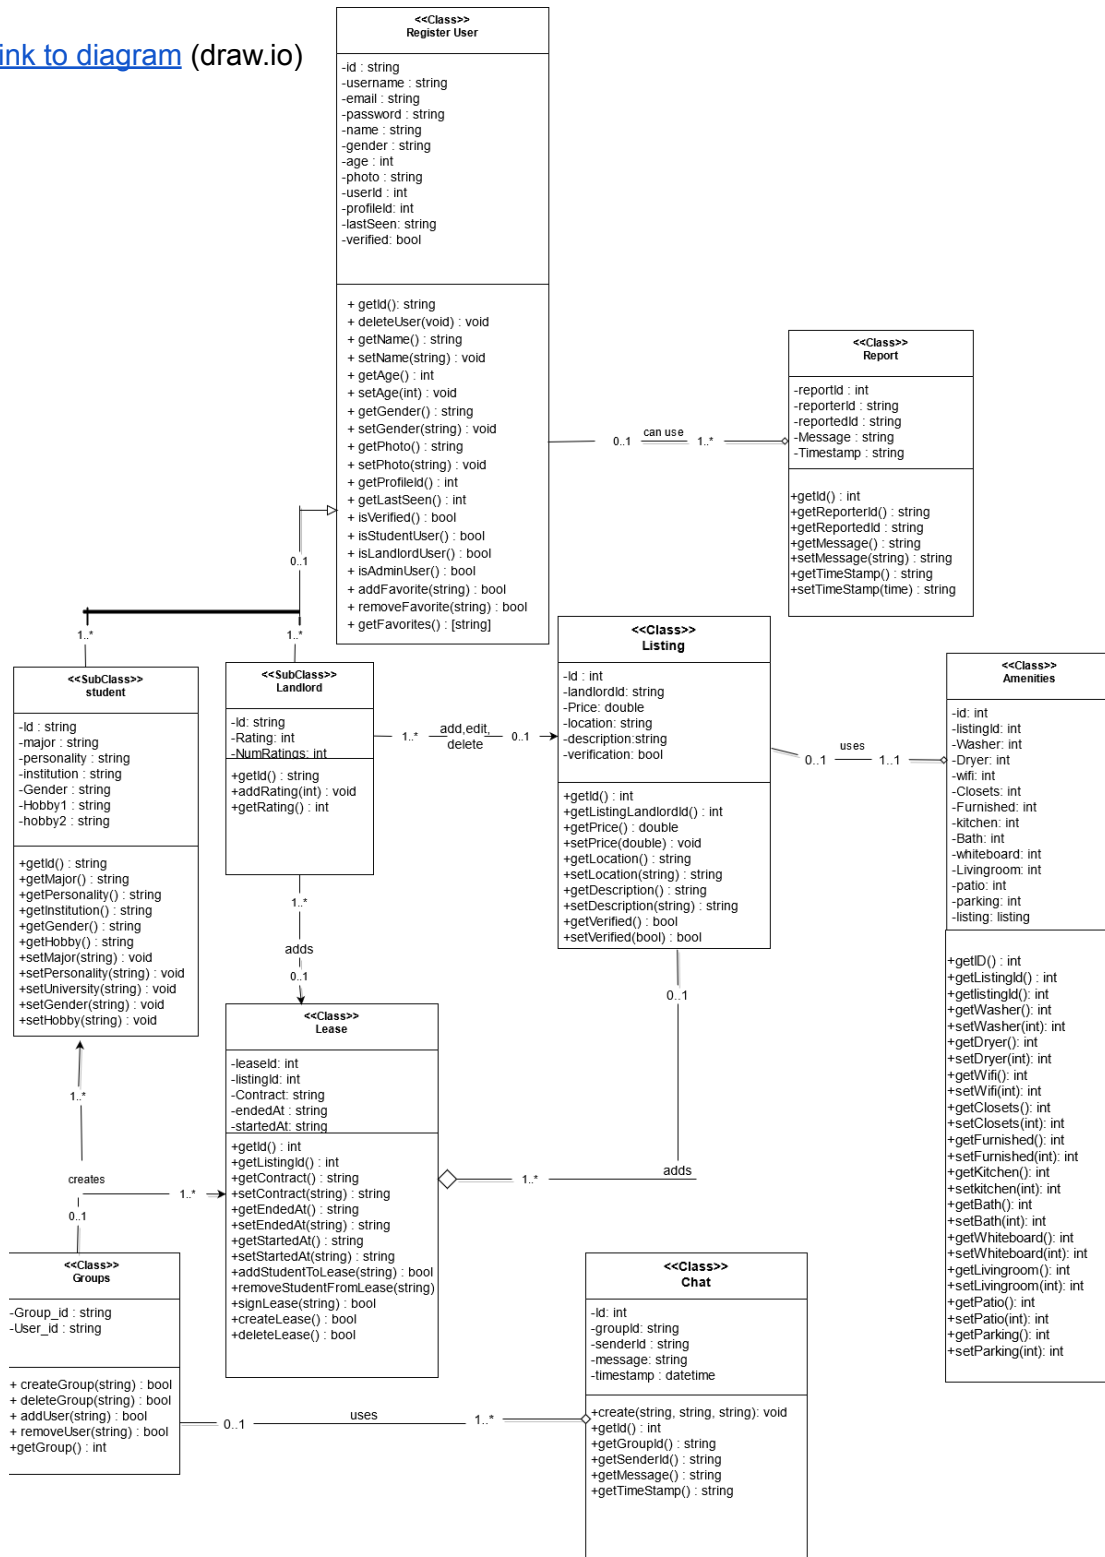 ink to diagram (draw.io)
<<Class>>
Register User
-id : string
-username : string
-email : string
-password : string
-name : string
-gender : string
-age : int
-photo : string
-userId : int
-profileId: int
-lastSeen: string
-verified: bool
+ getId(): string
+ deleteUser(void) : void
+ getName() : string
+ setName(string) : void
+ getAge() : int
+ setAge(int) : void
+ getGender() : string
+ setGender(string) : void
+ getPhoto() : string
+ setPhoto(string) : void
+ getProfileId() : int
+ getLastSeen() : int
+ isVerified() : bool
+ isStudentUser() : bool
+ isLandlordUser() : bool
+ isAdminUser() : bool
+ addFavorite(string) : bool
+ removeFavorite(string) : bool
+ getFavorites() : [string]
0..1 can use 1..*
<<Class>>
Report
-reportId : int
-reporterId : string
-reportedId : string
-Message : string
-Timestamp : string
+getId() : int
+getReporterId() : string
+getReportedId : string
+getMessage() : string
+setMessage(string) : string
+getTimeStamp() : string
+setTimeStamp(time) : string
0..1
1..*
1..*
<<SubClass>>
student
-Id : string
-major : string
-personality : string
-institution : string
-Gender : string
-Hobby1 : string
-hobby2 : string
+getId() : string
+getMajor() : string
+getPersonality() : string
+getInstitution() : string
+getGender() : string
+getHobby() : string
+setMajor(string) : void
+setPersonality(string) : void
+setUniversity(string) : void
+setGender(string) : void
+setHobby(string) : void
<<SubClass>>
Landlord
-Id: string
-Rating: int
-NumRatings: int
+getId() : string
+addRating(int) : void
+getRating() : int
1..* add,edit, delete 0..1
<<Class>>
Listing
-Id : int
-landlordId: string
-Price: double
-location: string
-description:string
-verification: bool
+getId() : int
+getListingLandlordId() : int
+getPrice() : double
+setPrice(double) : void
+getLocation() : string
+setLocation(string) : string
+getDescription() : string
+setDescription(string) : string
+getVerified() : bool
+setVerified(bool) : bool
0..1 uses 1..1
<<Class>>
Amenities
-id: int
-listingId: int
-Washer: int
-Dryer: int
-wifi: int
-Closets: int
-Furnished: int
-kitchen: int
-Bath: int
-whiteboard: int
-Livingroom: int
-patio: int
-parking: int
-listing: listing
+getID() : int
+getListingId() : int
+getlistingId(): int
+getWasher(): int
+setWasher(int): int
+getDryer(): int
+setDryer(int): int
+getWifi(): int
+setWifi(int): int
+getClosets(): int
+setClosets(int): int
+getFurnished(): int
+setFurnished(int): int
+getKitchen(): int
+setkitchen(int): int
+getBath(): int
+setBath(int): int
+getWhiteboard(): int
+setWhiteboard(int): int
+getLivingroom(): int
+setLivingroom(int): int
+getPatio(): int
+setPatio(int): int
+getParking(): int
+setParking(int): int
1..*
adds
0..1
<<Class>>
Lease
-leaseId: int
-listingId: int
-Contract: string
-endedAt : string
-startedAt: string
+getId() : int
+getListingId() : int
+getContract() : string
+setContract(string) : string
+getEndedAt() : string
+setEndedAt(string) : string
+getStartedAt() : string
+setStartedAt(string) : string
+addStudentToLease(string) : bool
+removeStudentFromLease(string)
+signLease(string) : bool
+createLease() : bool
+deleteLease() : bool
0..1
adds
1..*
1..*
creates
1..*
0..1
<<Class>>
Groups
-Group_id : string
-User_id : string
+ createGroup(string) : bool
+ deleteGroup(string) : bool
+ addUser(string) : bool
+ removeUser(string) : bool
+getGroup() : int
0..1 uses 1..*
<<Class>>
Chat
-Id: int
-groupId: string
-senderId : string
-message: string
-timestamp : datetime
+create(string, string, string): void
+getId() : int
+getGroupId() : string
+getSenderId() : string
+getMessage() : string
+getTimeStamp() : string